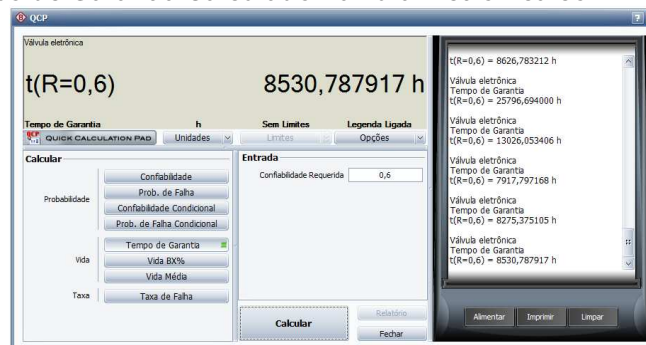 QCP
?
Válvula eletrônica
t(R=0,6) 8530,787917 h
Tempo de Garantia h Sem Limites Legenda Ligada
QUICK CALCULATION PAD Unidades Limites Opções
Calcular
Probabilidade
Confiabilidade
Prob. de Falha
Confiabilidade Condicional
Prob. de Falha Condicional
Vida
Tempo de Garantia
Vida BX%
Vida Média
Taxa
Taxa de Falha
Entrada
Confiabilidade Requerida 0,6
Calcular
Relatório
Fechar
t(R=0,6) = 8626,783212 h
Válvula eletrônica
Tempo de Garantia
t(R=0,6) = 25796,694000 h
Válvula eletrônica
Tempo de Garantia
t(R=0,6) = 13026,053406 h
Válvula eletrônica
Tempo de Garantia
t(R=0,6) = 7917,797168 h
Válvula eletrônica
Tempo de Garantia
t(R=0,6) = 8275,375105 h
Válvula eletrônica
Tempo de Garantia
t(R=0,6) = 8530,787917 h
Alimentar Imprimir Limpar